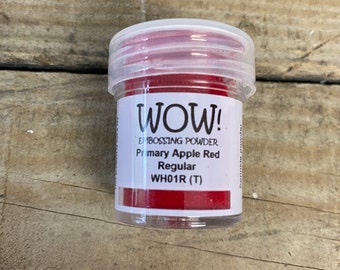 WOW!
EMBOSSING POWDER
Primary Apple Red
Regular
WH01R (T)